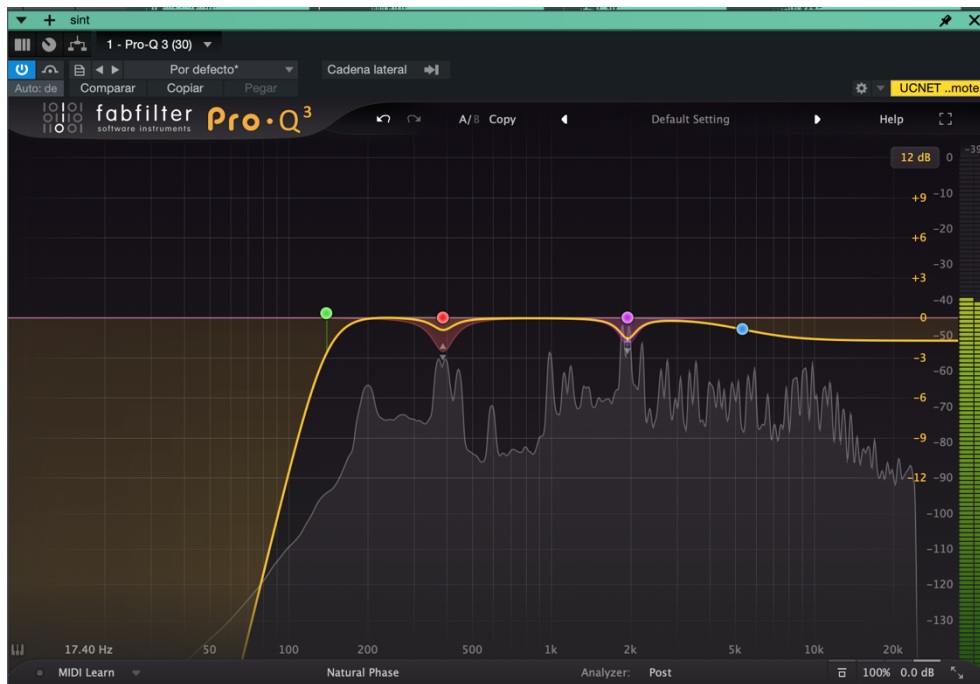 sint
1 - Pro-Q 3 (30)
Por defecto* Cadena lateral
Auto: de Comparar Copiar Pegar UCNET ..mote
fabfilter Pro·Q³
software instruments
A/B Copy Default Setting Help
-39
12 dB 0
+9 -10
-20
+6
-30
+3
-40
0
-50
-3
-60
-6 -70
-9 -80
-12 -90
-100
-110
-120
-130
17.40 Hz 50 100 200 500 1k 2k 5k 10k 20k
MIDI Learn Natural Phase Analyzer: Post 100% 0.0 dB